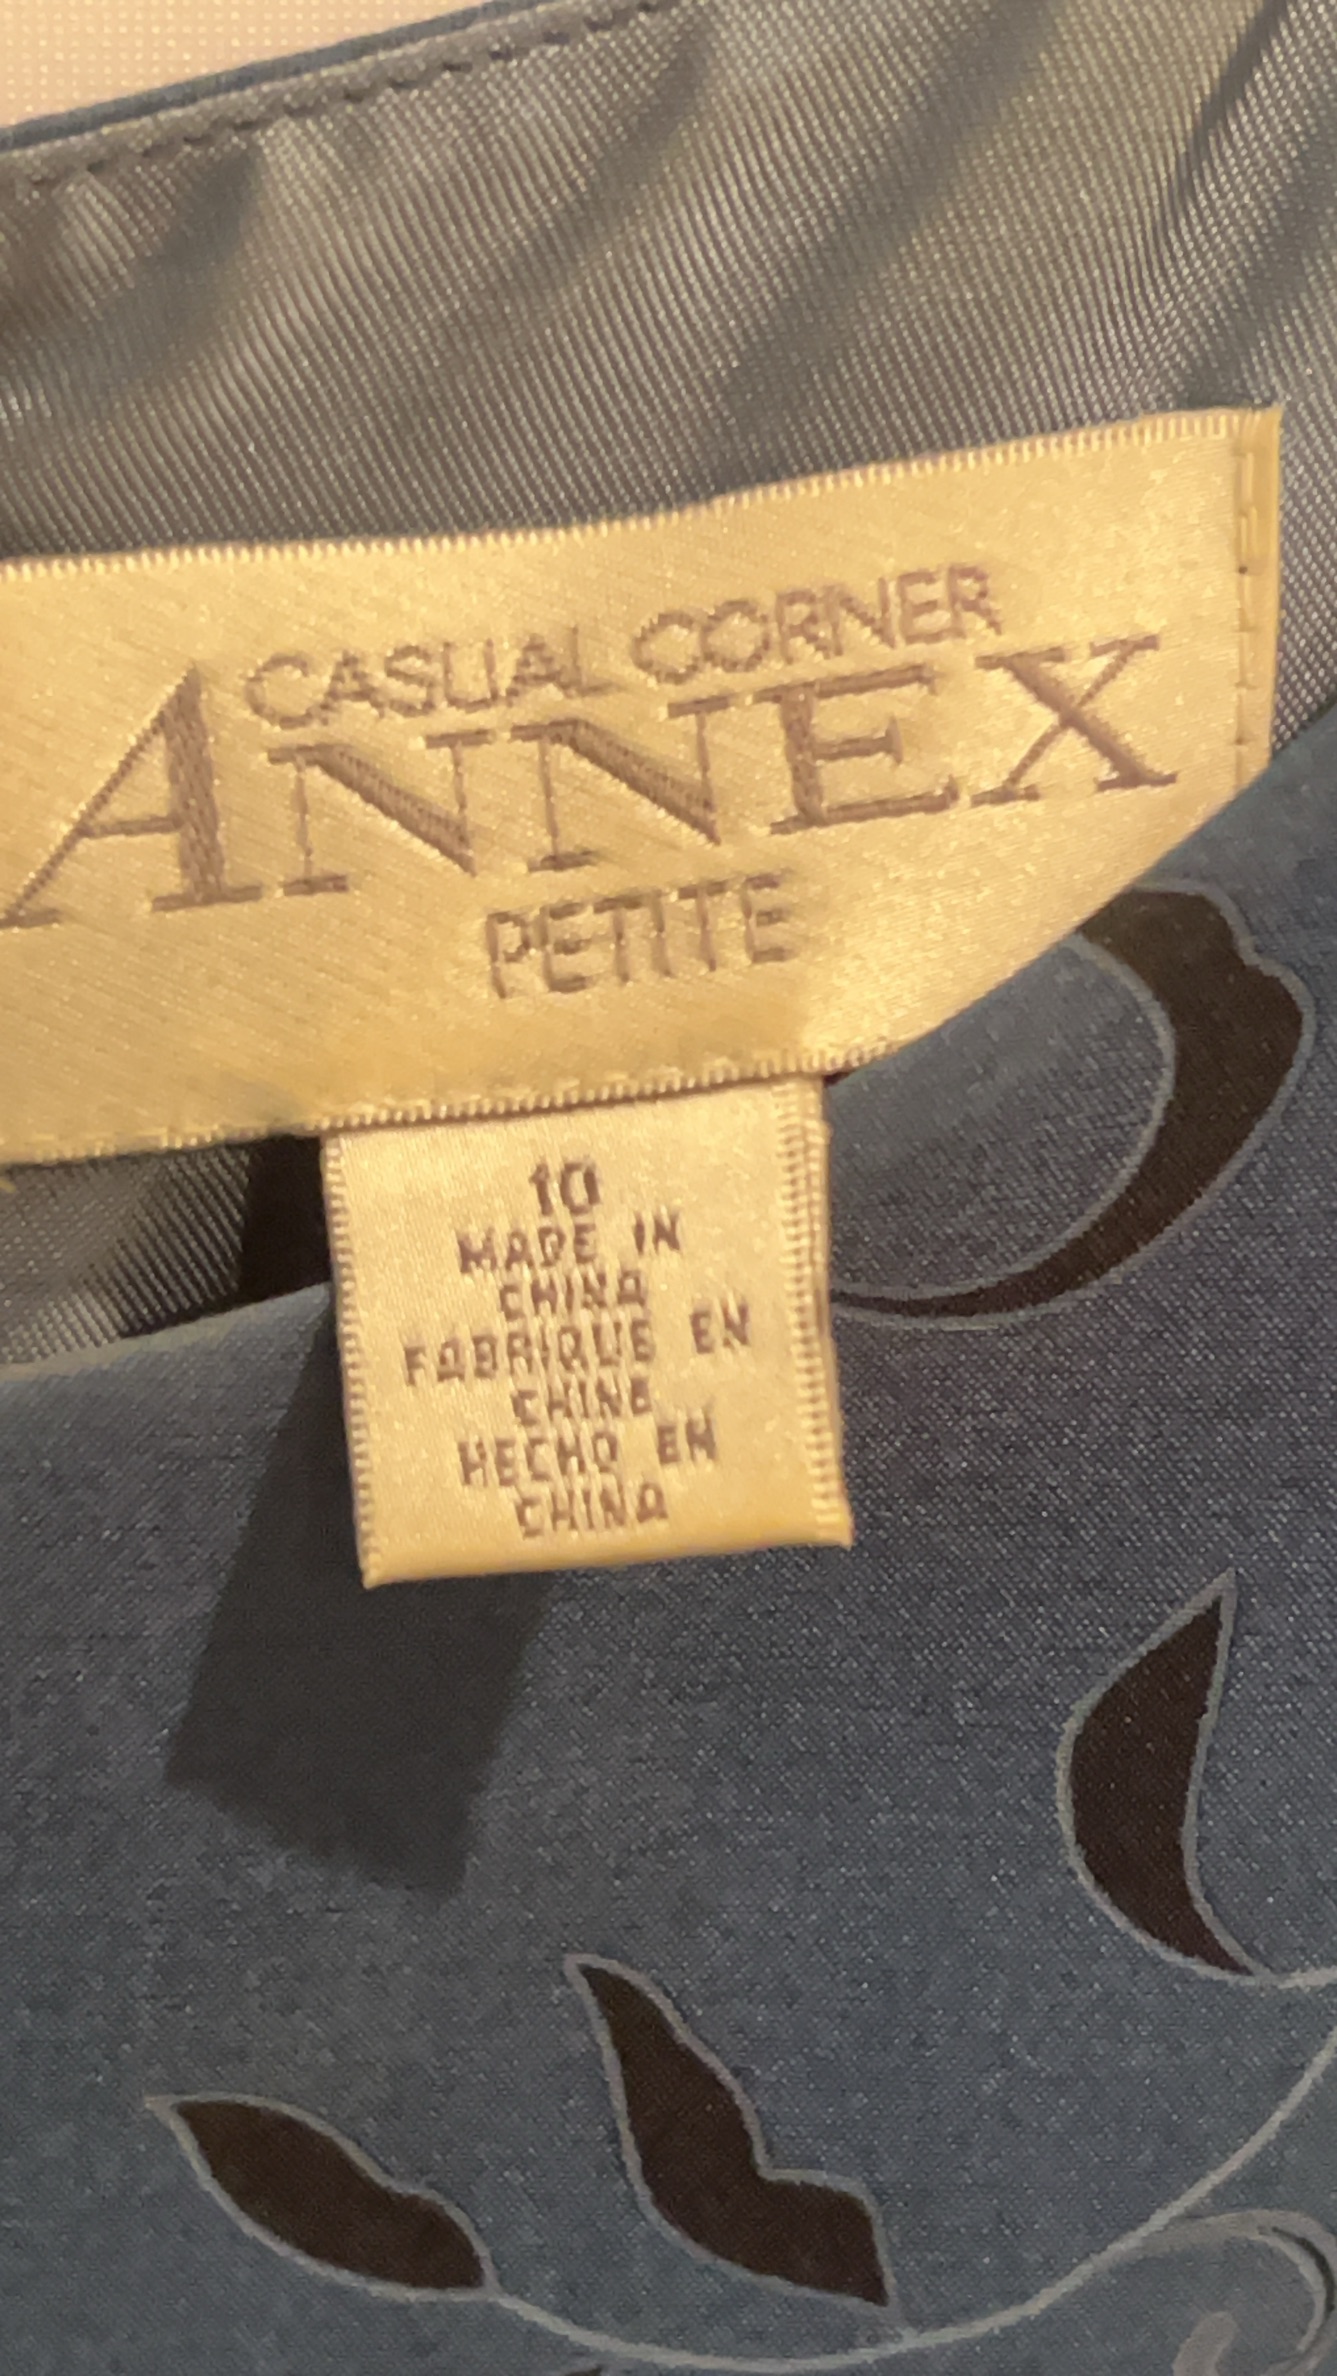 CASUAL CORNER
ANNEX
PETITE
10
MADE IN
CHINA
FABRIQUE EN
CHINE
HECHO EN
CHINA